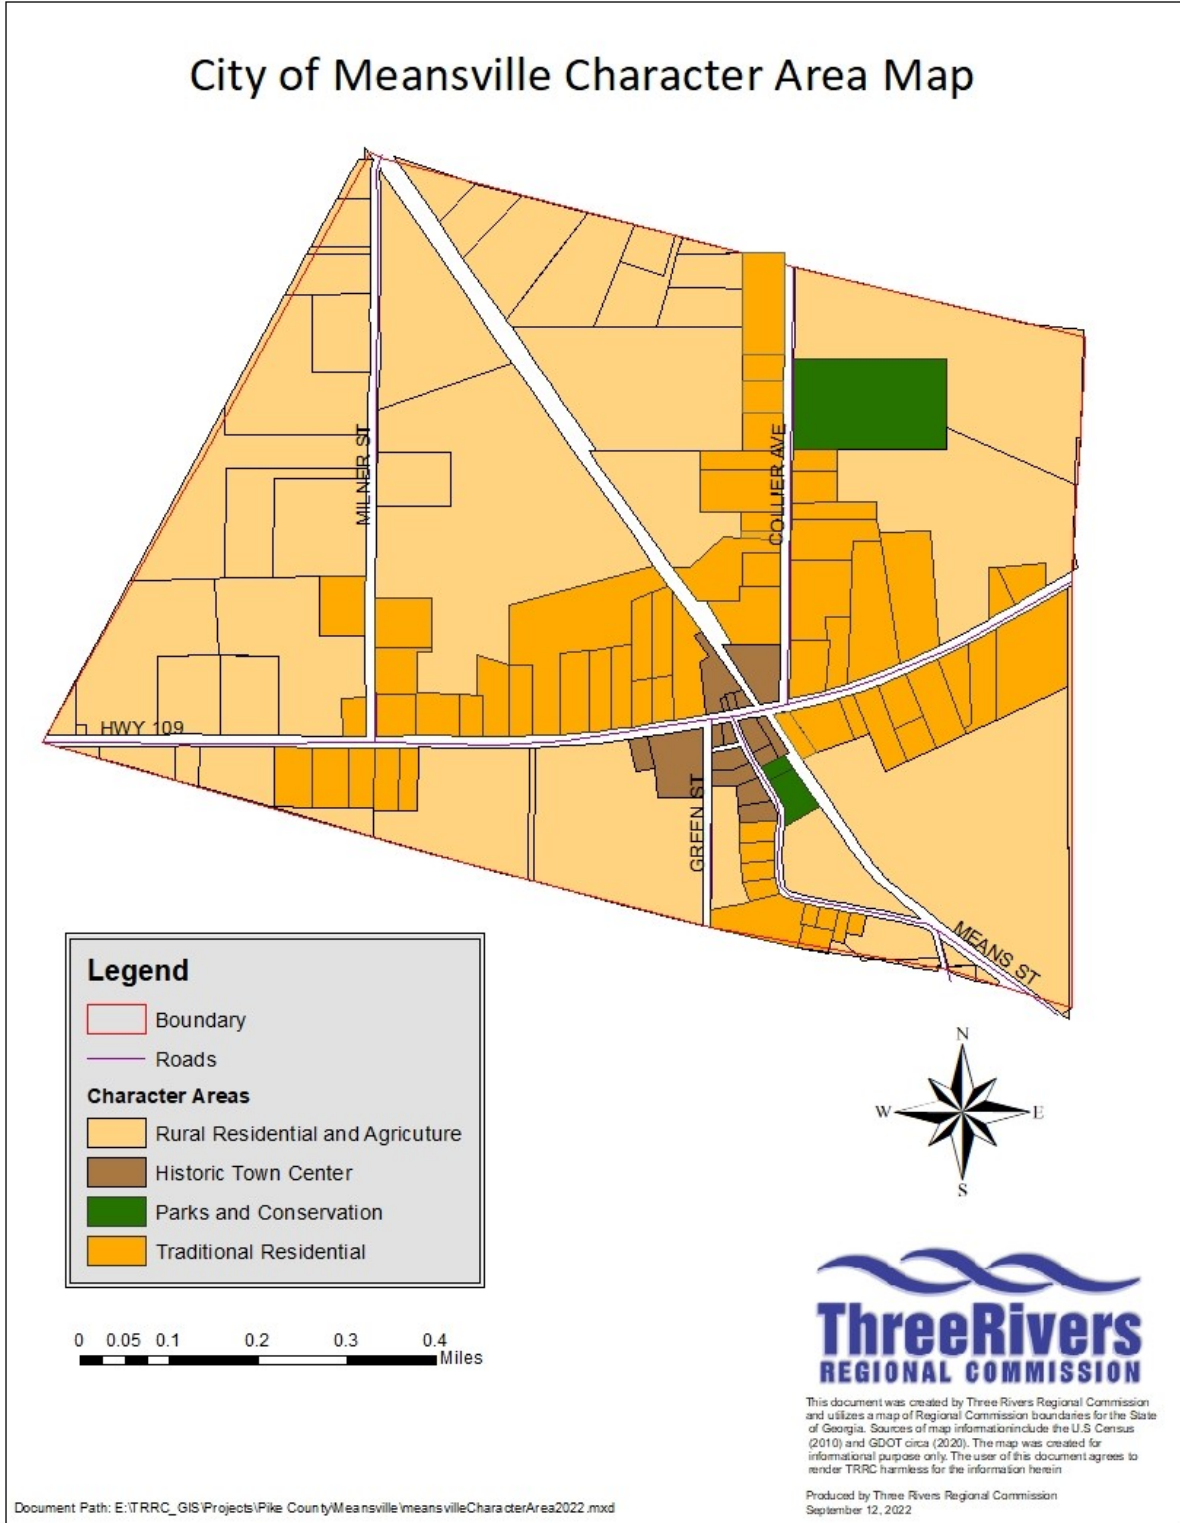 City of Meansville Character Area Map
MILNER ST
COLLIER AVE
HWY 109
GREEN ST
MEANS ST
Legend
Boundary
Roads
Character Areas
Rural Residential and Agricuture
Historic Town Center
Parks and Conservation
Traditional Residential
N
W E
S
0 0.05 0.1 0.2 0.3 0.4
Miles
ThreeRivers
REGIONAL COMMISSION
This document was created by Three Rivers Regional Commission
and utilizes a map of Regional Commission boundaries for the State
of Georgia. Sources of map informationinclude the U.S Census
(2010) and GDOT circa (2020). The map was created for
informational purpose only. The user of this document agrees to
render TRRC harmless for the information herein
Produced by Three Rivers Regional Commission
September 12, 2022
Document Path: E:\TRRC_GIS\Projects\Pike County\Meansville\meansvilleCharacterArea2022.mxd